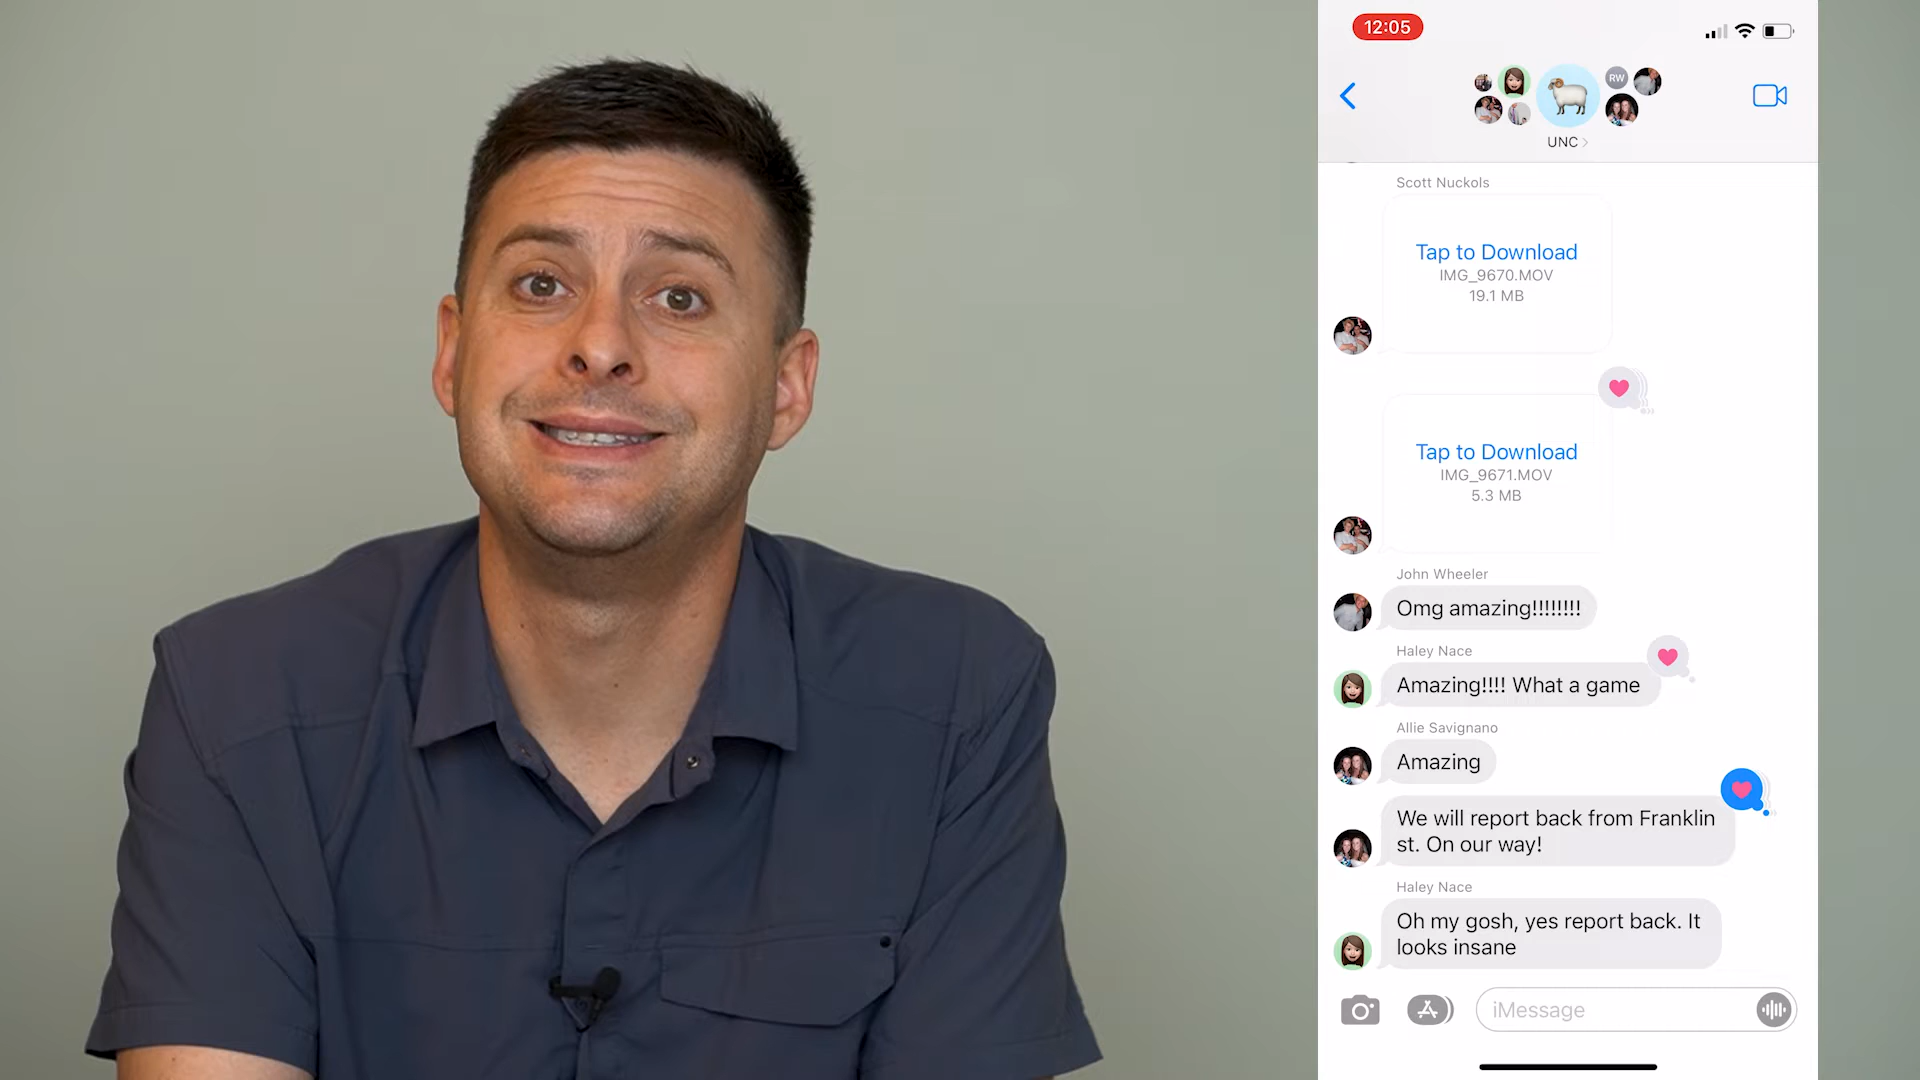 12:05
RW
UNC
Scott Nuckols
Tap to Download
IMG_9670.MOV
19.1 MB
Tap to Download
IMG_9671.MOV
5.3 MB
John Wheeler
Omg amazing!!!!!!!!
Haley Nace
Amazing!!!! What a game
Allie Savignano
Amazing
We will report back from Franklin
st. On our way!
Haley Nace
Oh my gosh, yes report back. It
looks insane
iMessage